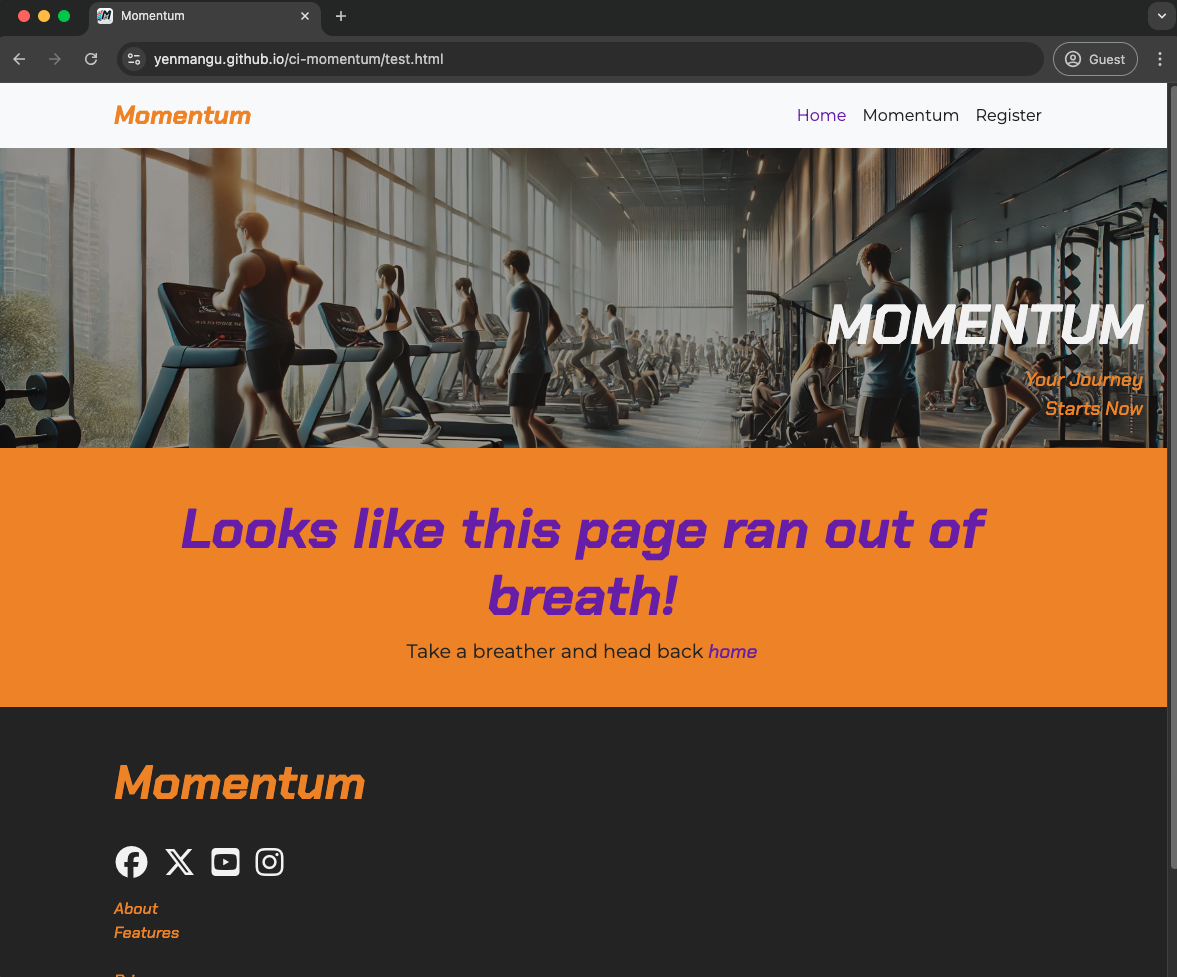 Momentum
yenmangu.github.io/ci-momentum/test.html
Guest
Momentum
Home Momentum Register
MOMENTUM
Your Journey
Starts Now
Looks like this page ran out of
breath!
Take a breather and head back home
Momentum
About
Features